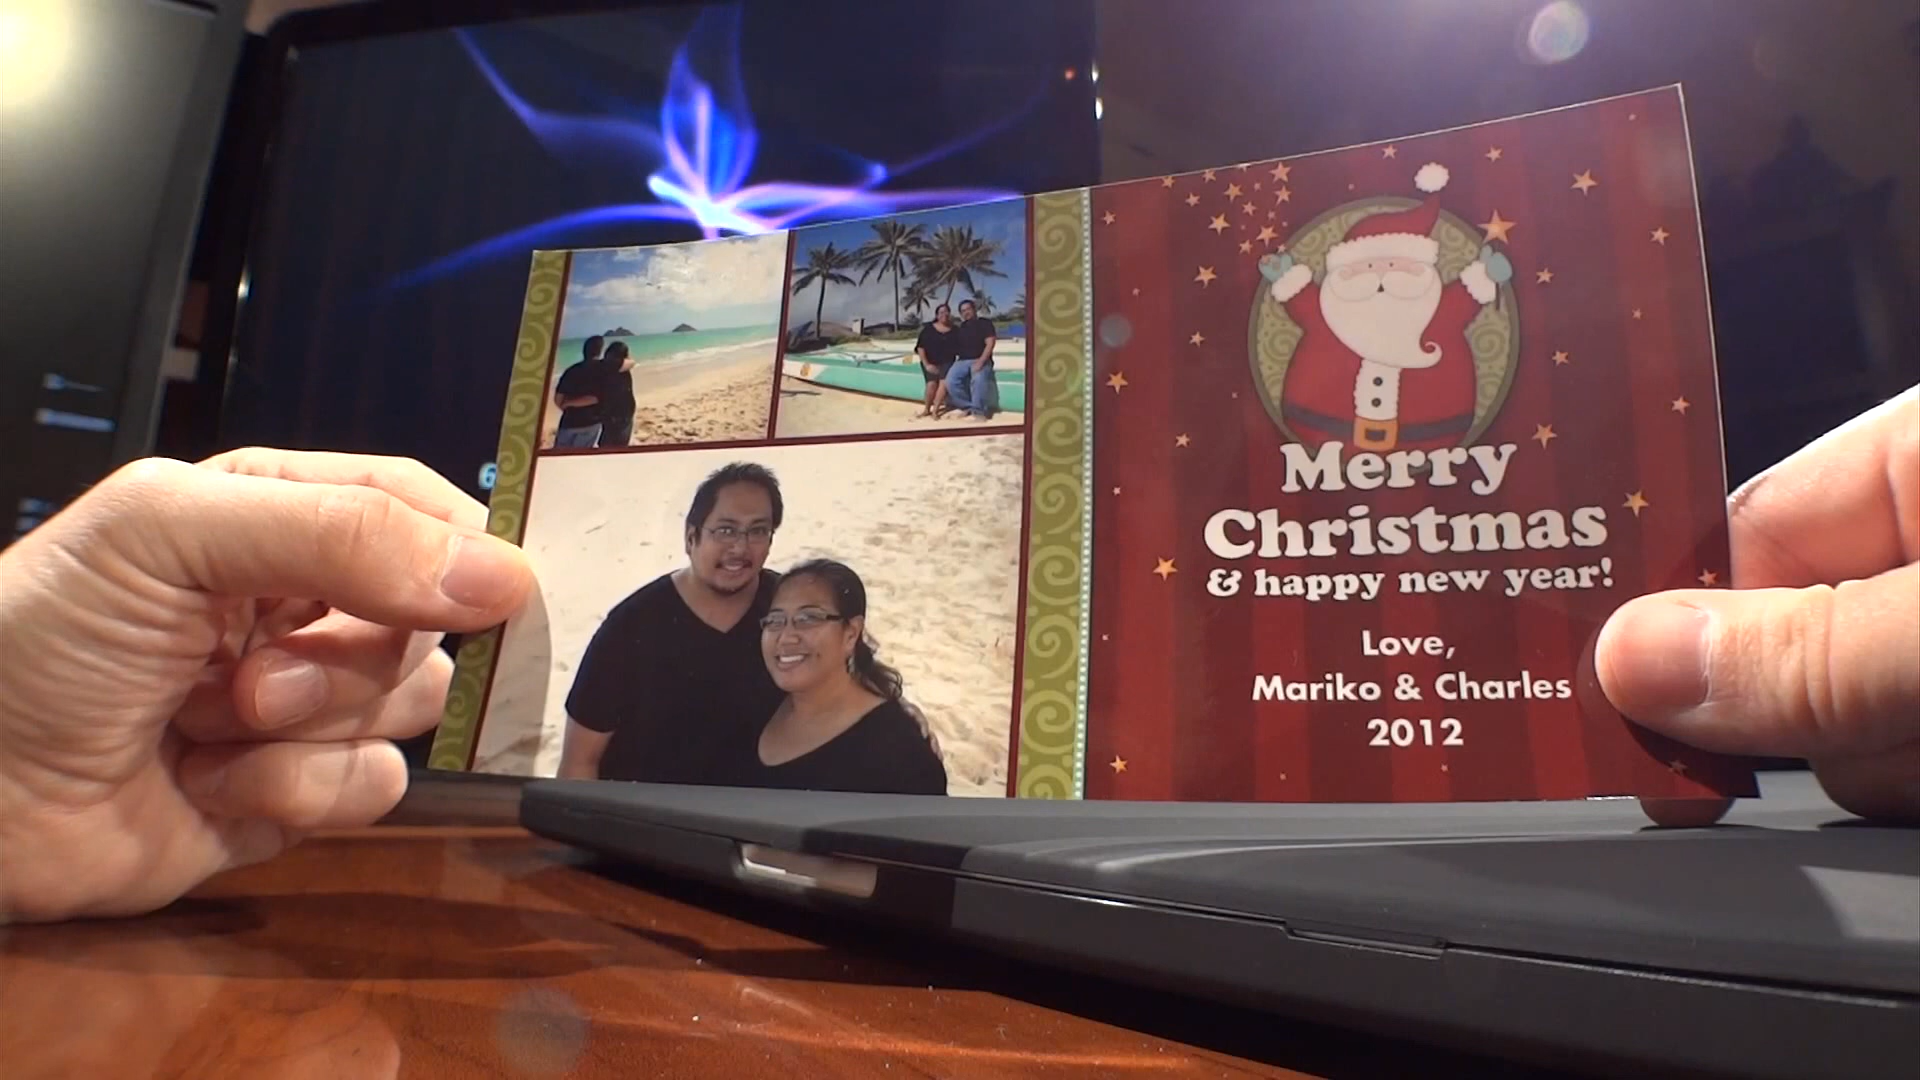 Merry
Christmas
& happy new year!
Love,
Mariko & Charles
2012